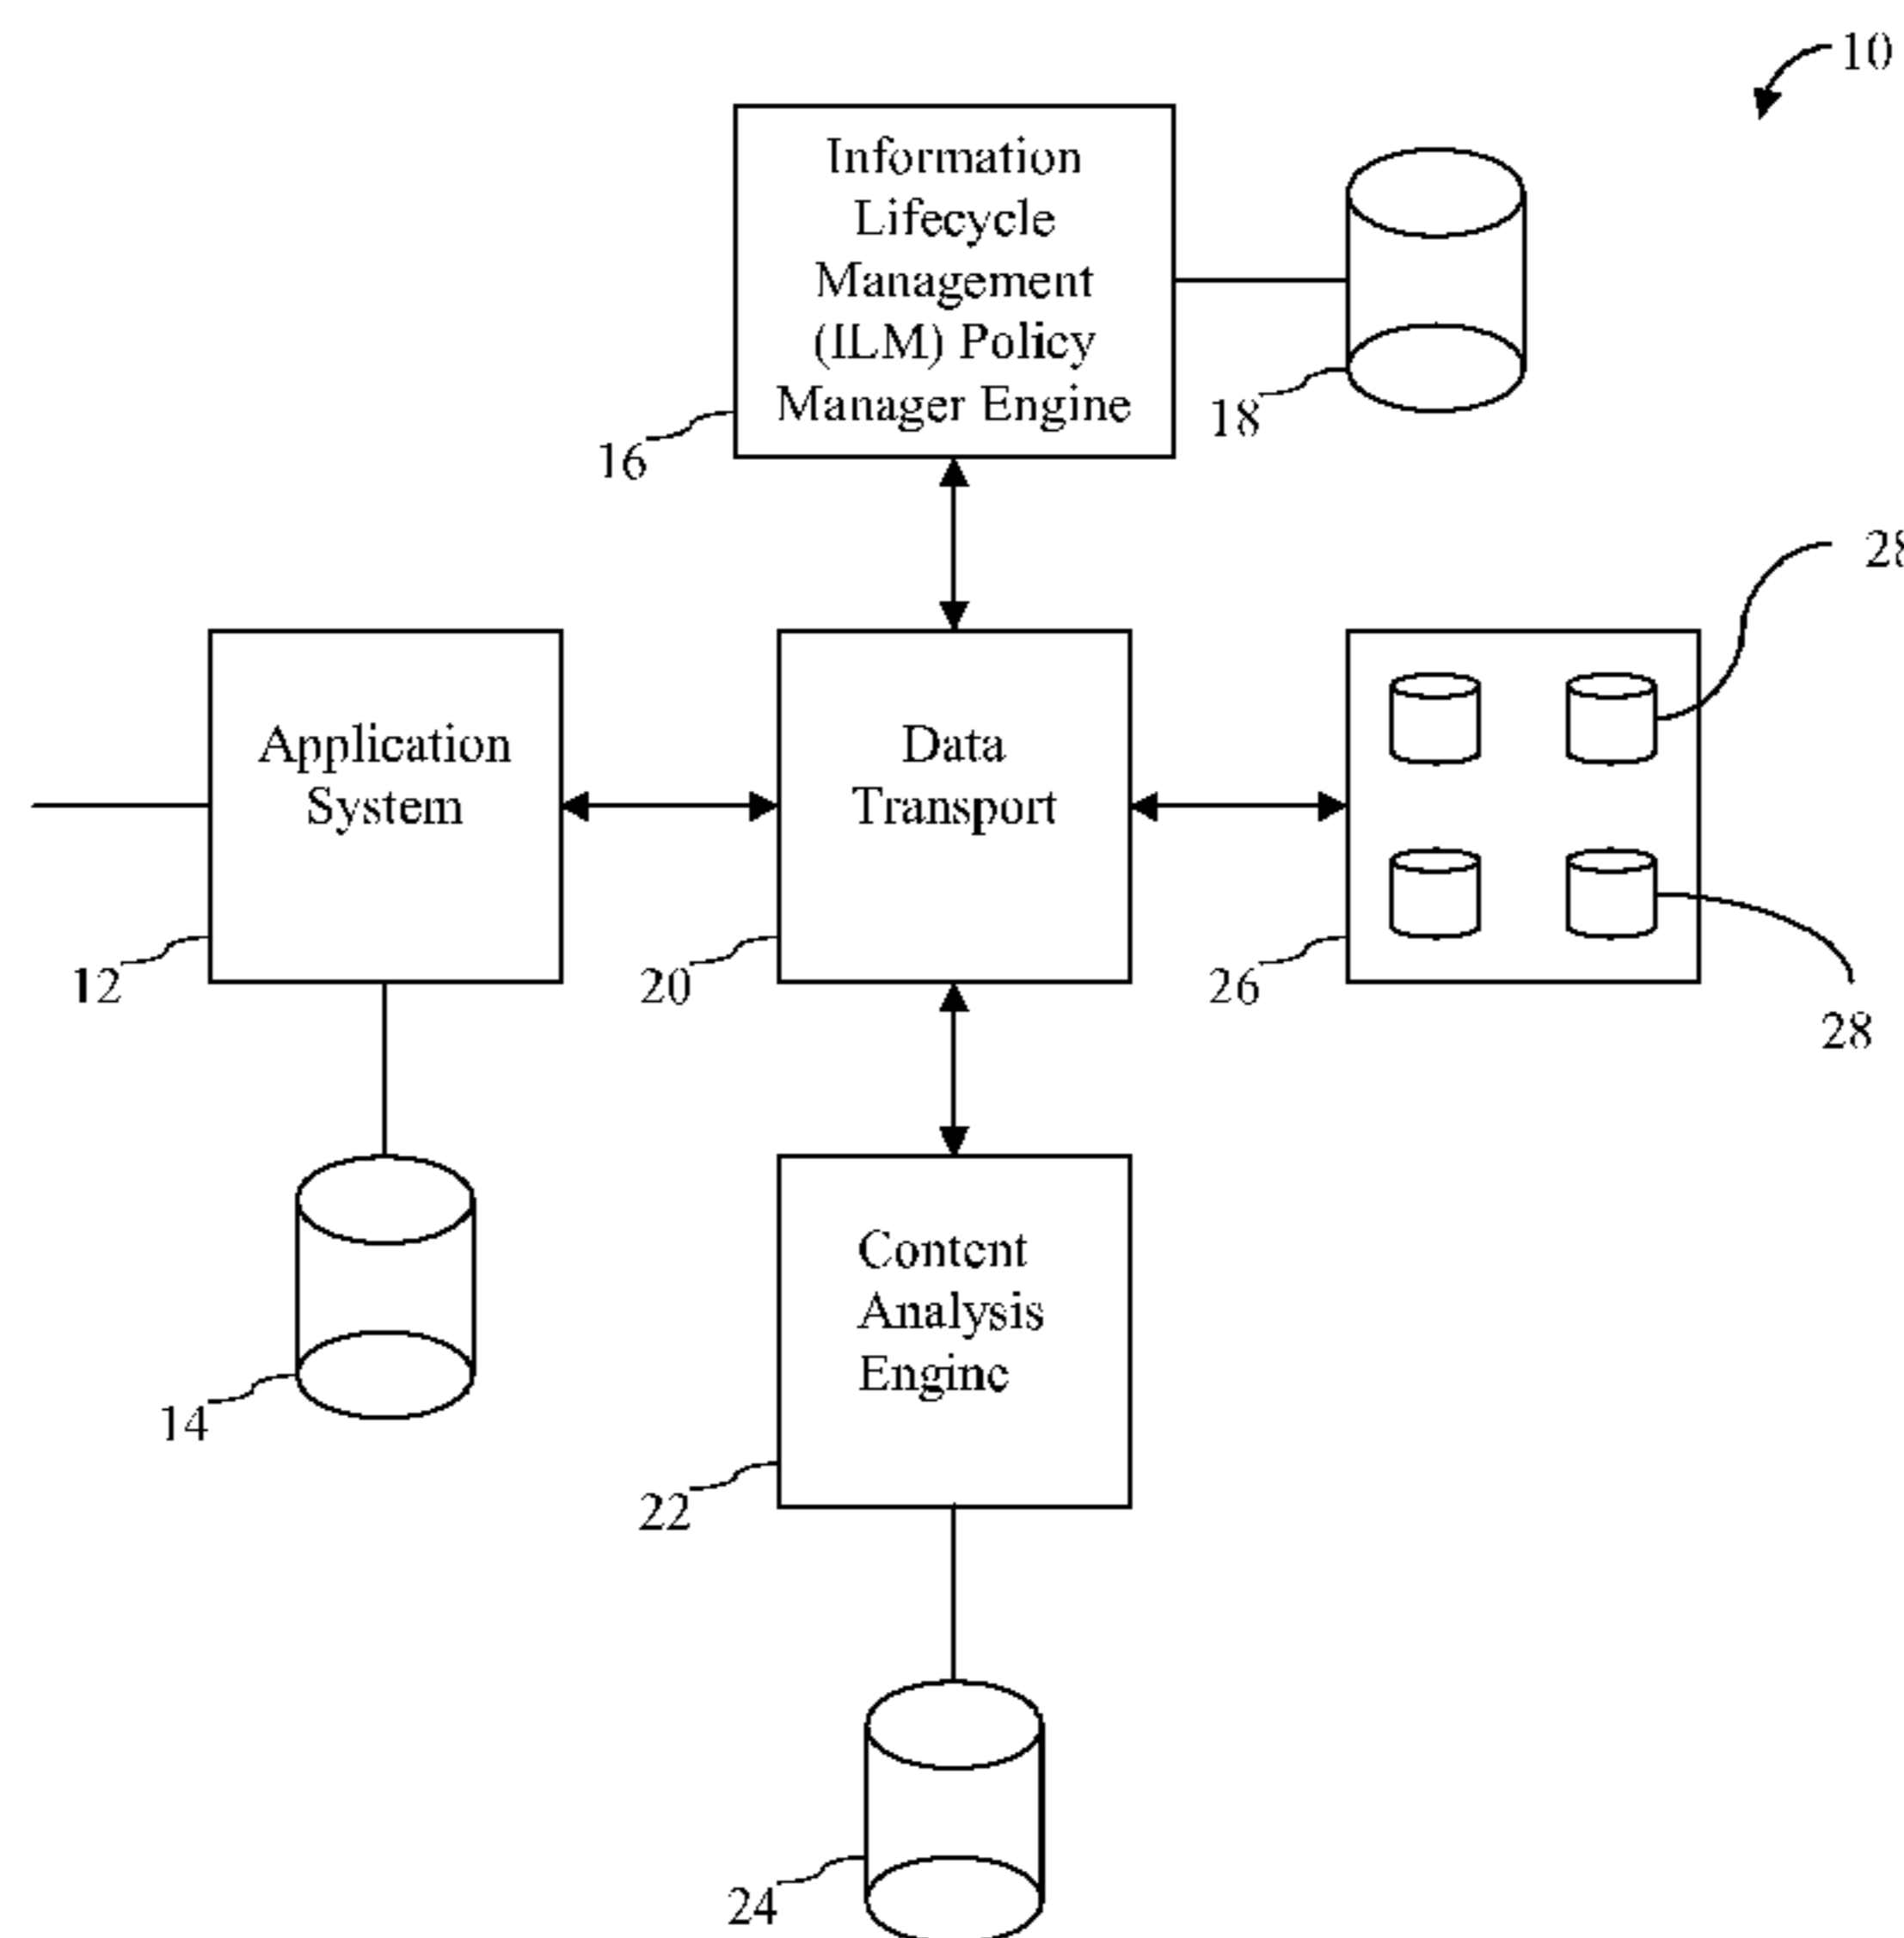 10
Information
Lifecycle
Management
(ILM) Policy
Manager Engine
16
18
28
Application
System
Data
Transport
12
20
26
28
Content
Analysis
Engine
14
22
24